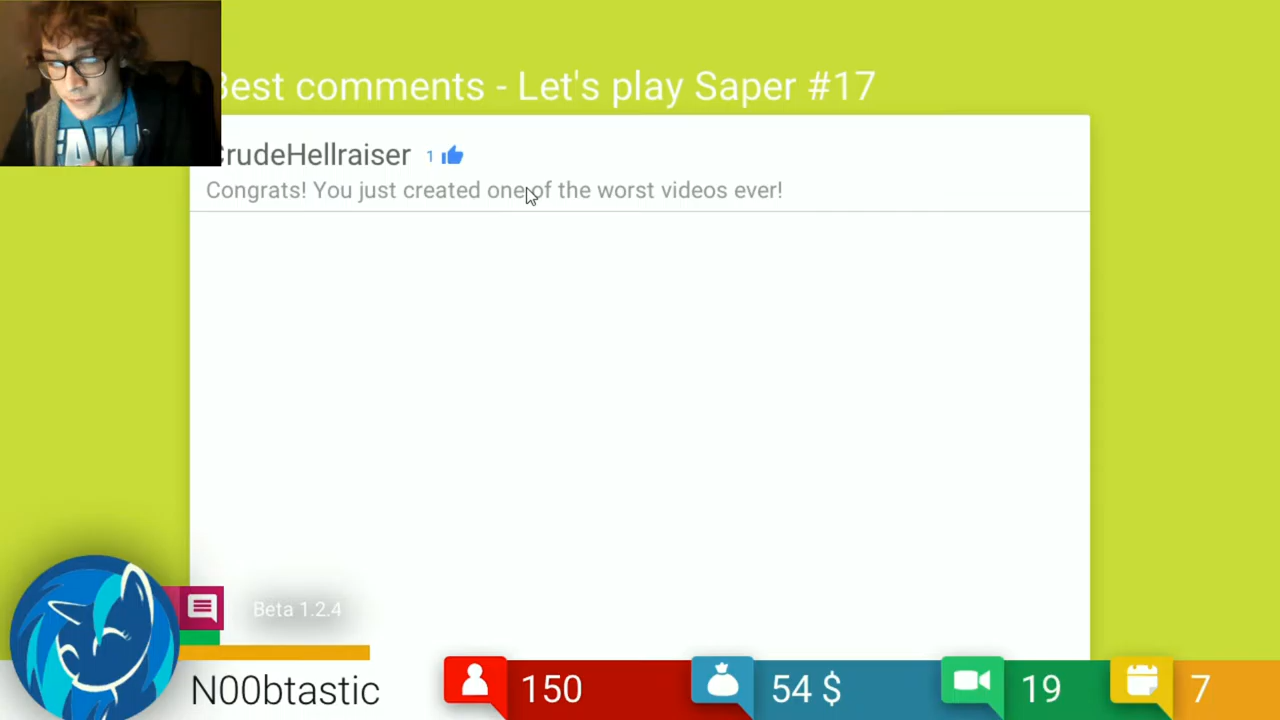 Best comments - Let's play Saper #17
CrudeHellraiser 1
Congrats! You just created one of the worst videos ever!
Beta 1.2.4
N00btastic
150
54 $
19
7